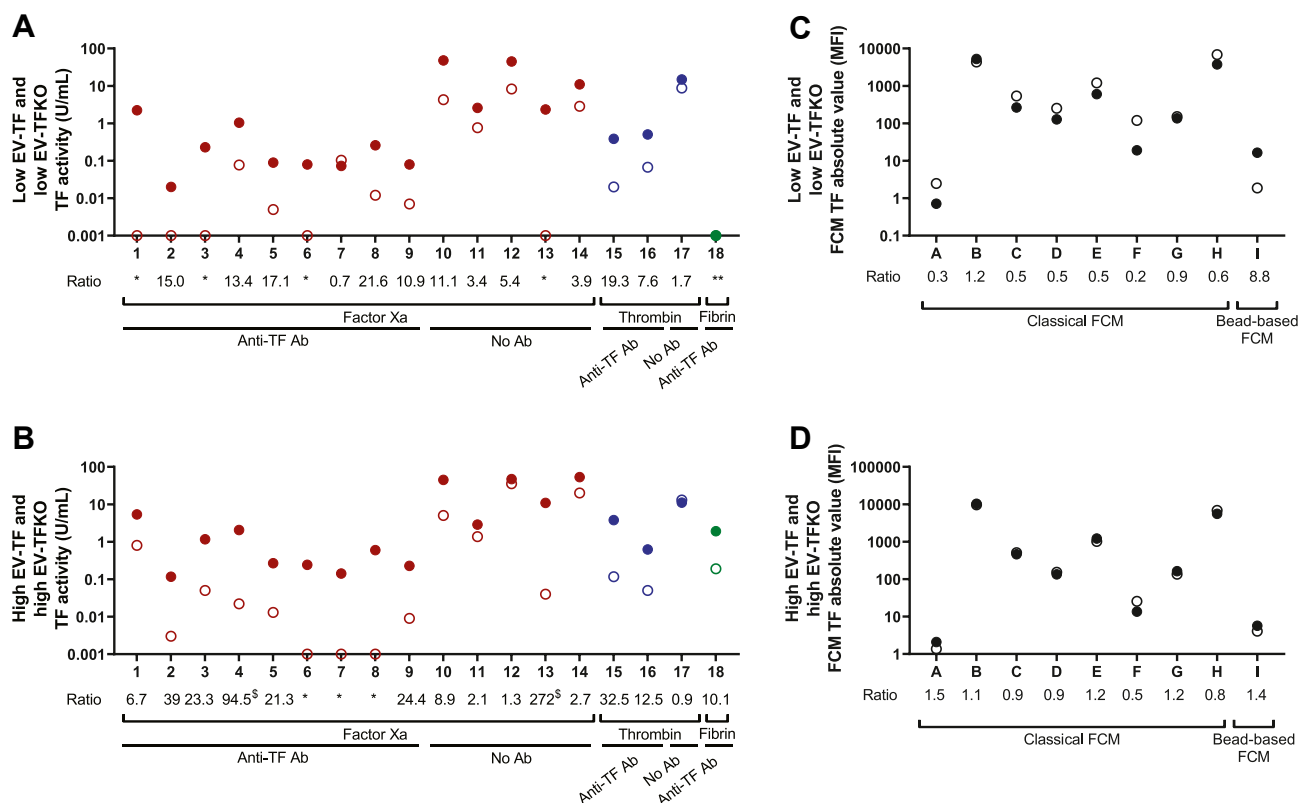 A
Low EV-TF and
low EV-TFKO
TF activity (U/mL)
100
10
1
0.1
0.01
0.001
1 2 3 4 5 6 7 8 9 10 11 12 13 14 15 16 17 18
Ratio * 15.0 * 13.4 17.1 * 0.7 21.6 10.9 11.1 3.4 5.4 * 3.9 19.3 7.6 1.7 **
Factor Xa Thrombin Fibrin
Anti-TF Ab No Ab Anti-TF Ab No Ab Anti-TF Ab
B
High EV-TF and
high EV-TFKO
TF activity (U/mL)
100
10
1
0.1
0.01
0.001
1 2 3 4 5 6 7 8 9 10 11 12 13 14 15 16 17 18
Ratio 6.7 39 23.3 94.5$ 21.3 * * * 24.4 8.9 2.1 1.3 272$ 2.7 32.5 12.5 0.9 10.1
Factor Xa Thrombin Fibrin
Anti-TF Ab No Ab Anti-TF Ab No Ab Anti-TF Ab
C
Low EV-TF and
low EV-TFKO
FCM TF absolute value (MFI)
10000
1000
100
10
1
0.1
A B C D E F G H I
Ratio 0.3 1.2 0.5 0.5 0.5 0.2 0.9 0.6 8.8
Classical FCM Bead-based
FCM
D
High EV-TF and
high EV-TFKO
FCM TF absolute value (MFI)
100000
10000
1000
100
10
1
A B C D E F G H I
Ratio 1.5 1.1 0.9 0.9 1.2 0.5 1.2 0.8 1.4
Classical FCM Bead-based
FCM